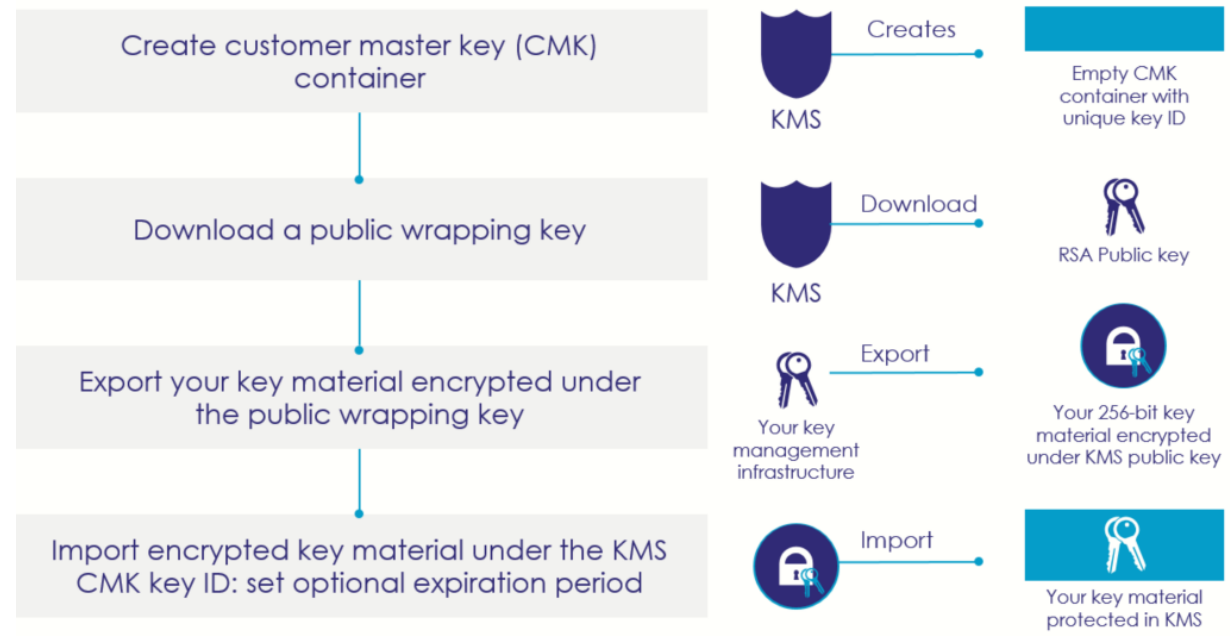 Create customer master key (CMK)
container
Creates
KMS
Empty CMK
container with
unique key ID
Download a public wrapping key
Download
KMS
RSA Public key
Export your key material encrypted under
the public wrapping key
Export
Your key
management
infrastructure
Your 256-bit key
material encrypted
under KMS public key
Import encrypted key material under the KMS
CMK key ID: set optional expiration period
Import
Your key material
protected in KMS